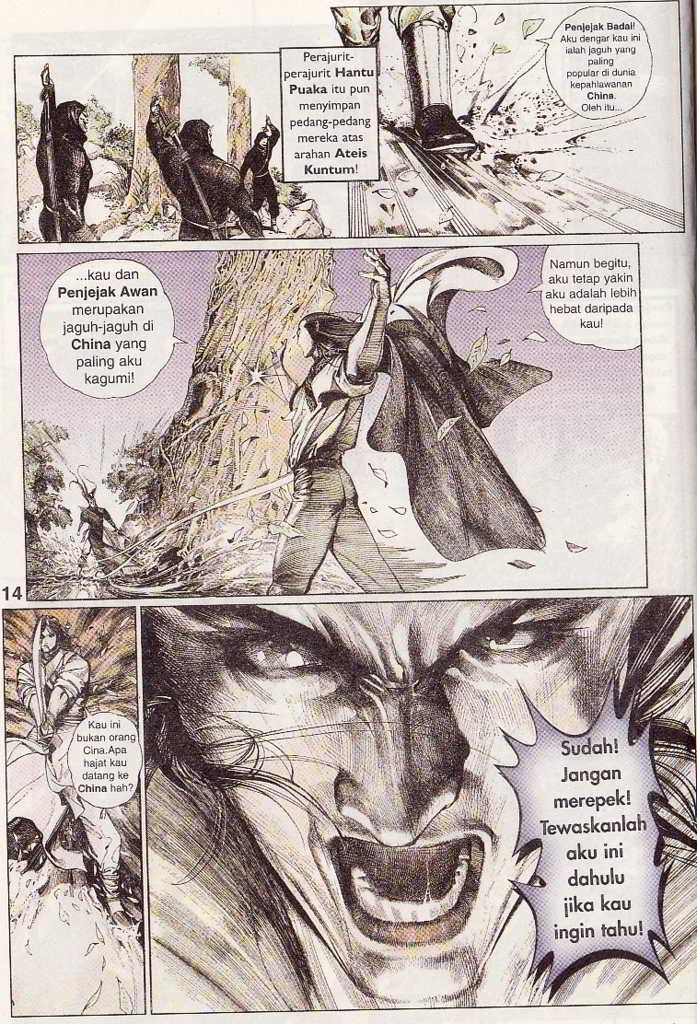 Perajurit-
perajurit Hantu
Puaka itu pun
menyimpan
pedang-pedang
mereka atas
arahan Ateis
Kuntum!
Penjejak Badai!
Aku dengar kau ini
ialah jaguh yang
paling
popular di dunia
kepahlawanan
China.
Oleh itu...
...kau dan
Penjejak Awan
merupakan
jaguh-jaguh di
China yang
paling aku
kagumi!
Namun begitu,
aku tetap yakin
aku adalah lebih
hebat daripada
kau!
14
Kau ini
bukan orang
Cina.Apa
hajat kau
datang ke
China hah?
Sudah!
Jangan
merepek!
Tewaskanlah
aku ini
dahulu
jika kau
ingin tahu!